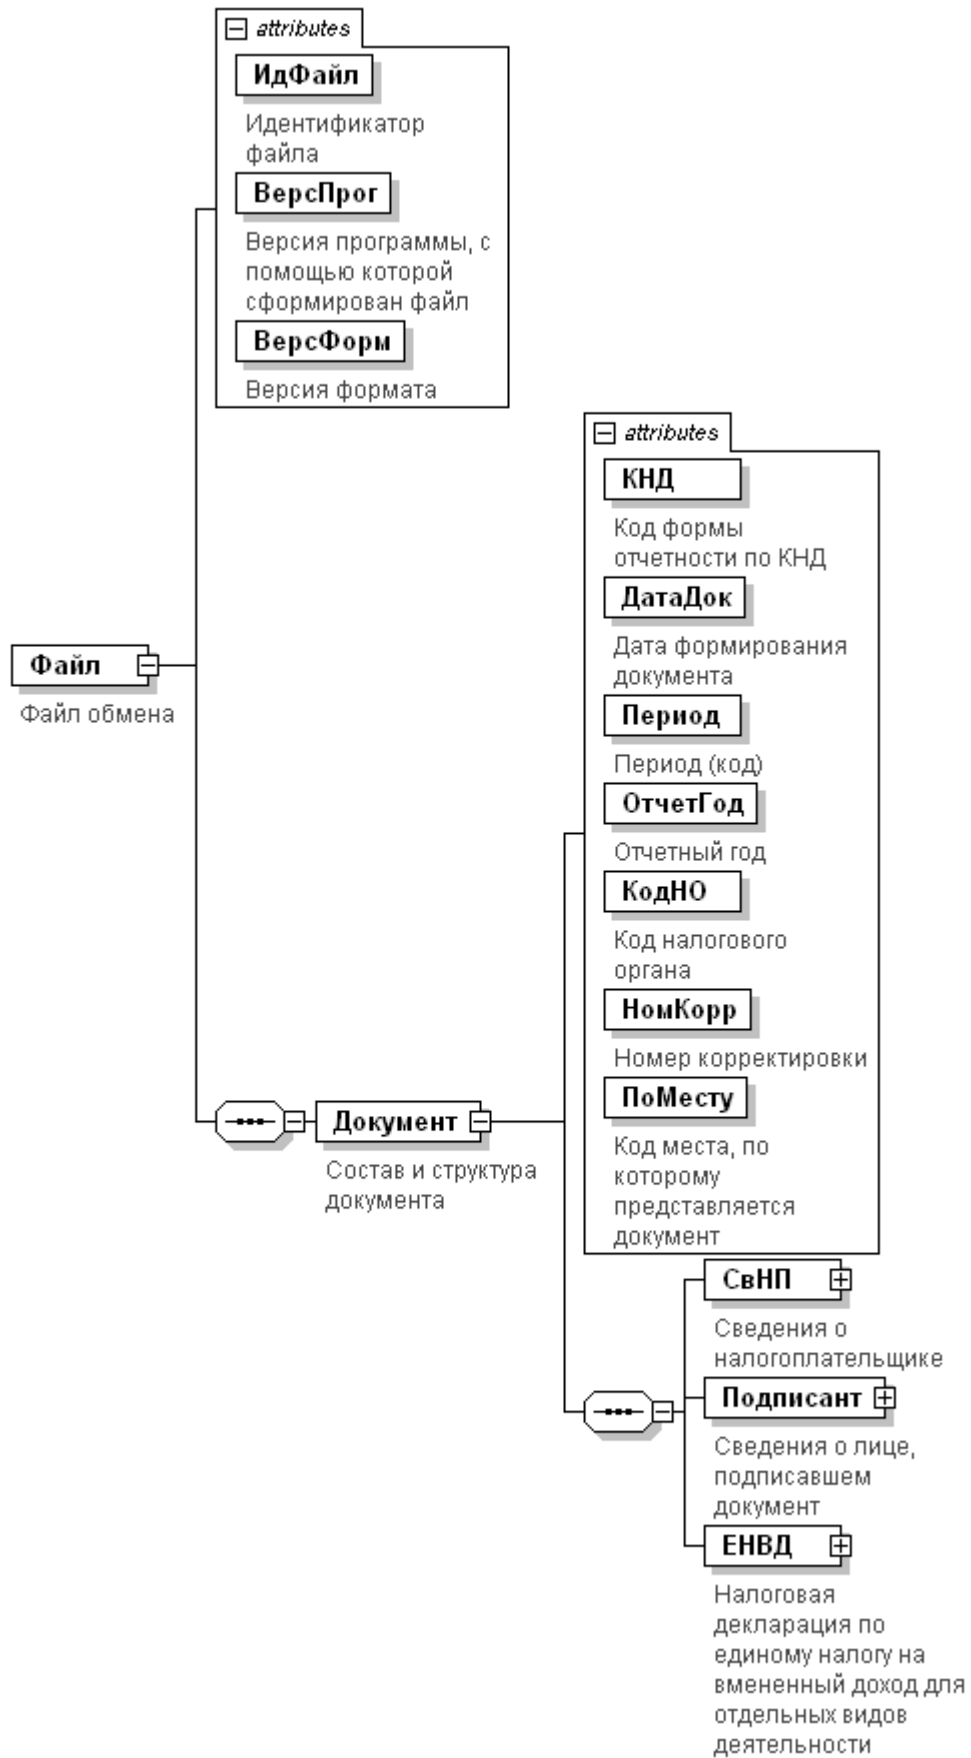 attributes
ИдФайл
Идентификатор
файла
ВерсПрог
Версия программы, с
помощью которой
сформирован файл
ВерсФорм
Версия формата
attributes
КНД
Код формы
отчетности по КНД
ДатаДок
Дата формирования
документа
Период
Период (код)
ОтчетГод
Отчетный год
КодНО
Код налогового
органа
НомКорр
Номер корректировки
ПоМесту
Код места, по
которому
представляется
документ
Файл
Файл обмена
Документ
Состав и структура
документа
СвНП
Сведения о
налогоплательщике
Подписант
Сведения о лице,
подписавшем
документ
ЕНВД
Налоговая
декларация по
единому налогу на
вмененный доход для
отдельных видов
деятельности